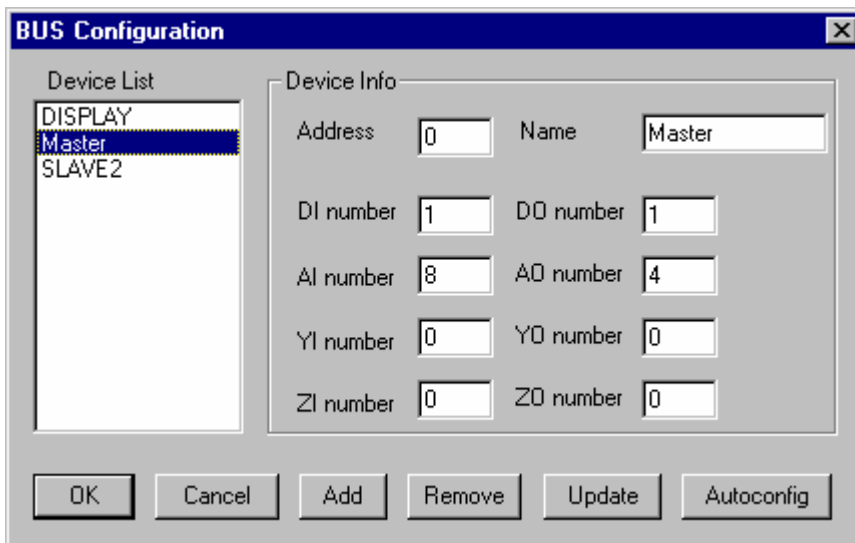 BUS Configuration
Device List
DISPLAY
Master
SLAVE2
Device Info
Address 0 Name Master
DI number 1 DO number 1
AI number 8 AO number 4
YI number 0 YO number 0
ZI number 0 ZO number 0
OK Cancel Add Remove Update Autoconfig